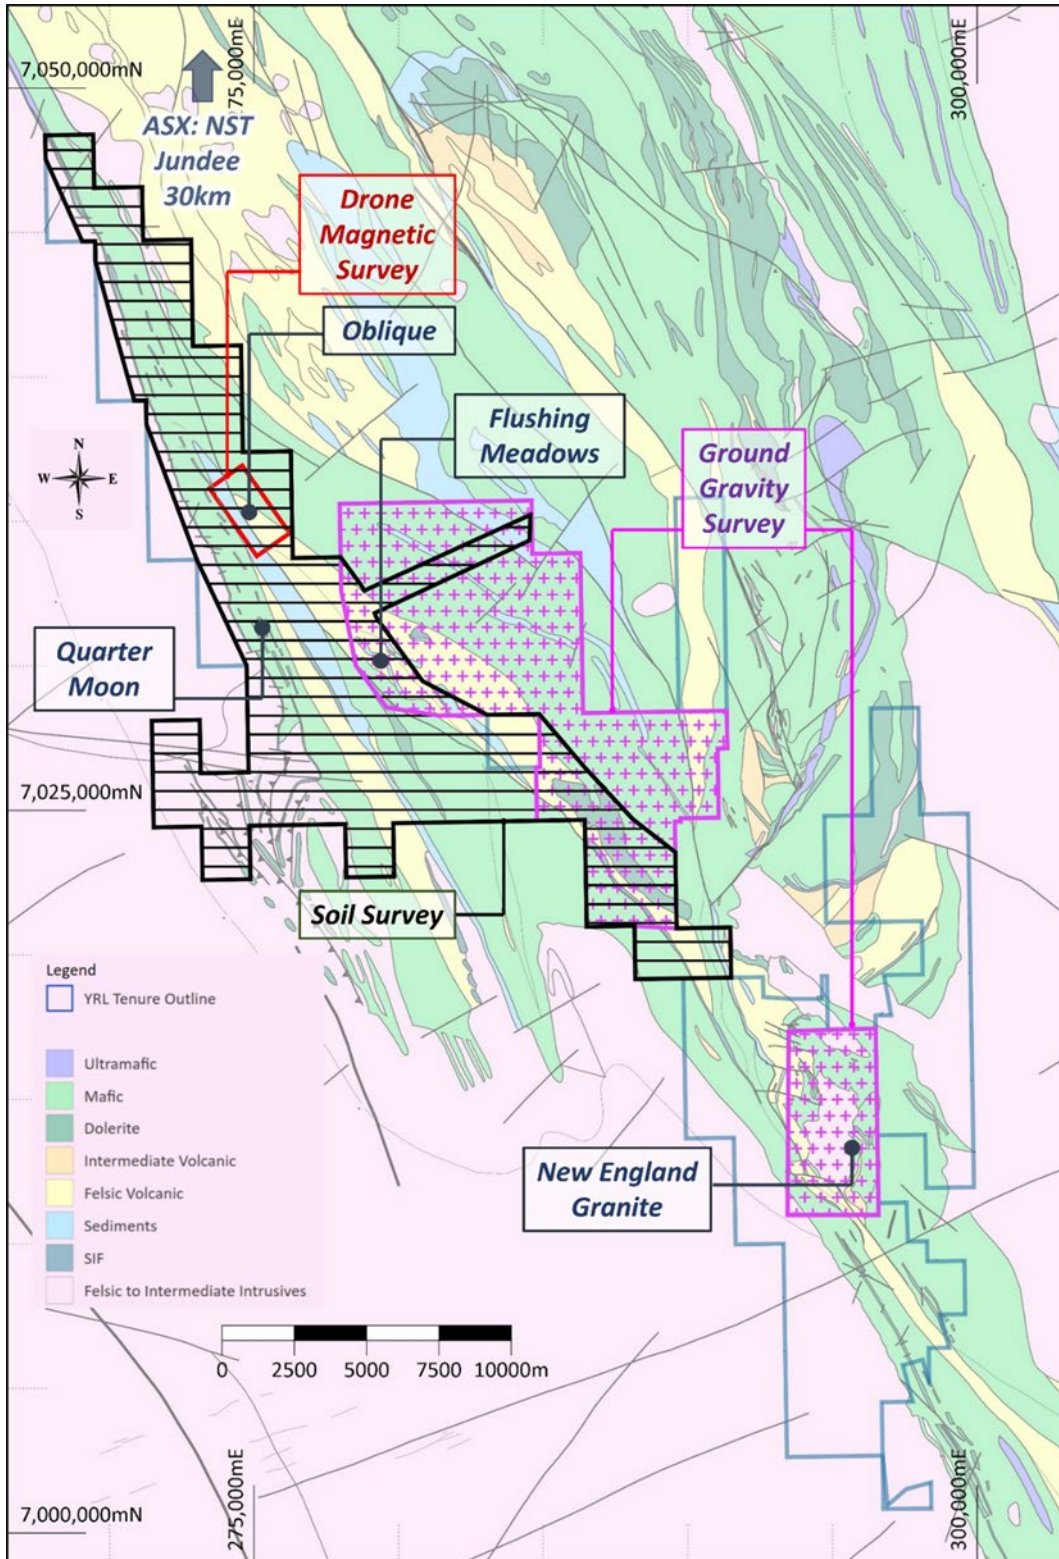 7,050,000mN
275,000mE
300,000mE
ASX: NST
Jundee
30km
Drone
Magnetic
Survey
Oblique
Flushing
Meadows
Ground
Gravity
Survey
N
W
E
S
Quarter
Moon
7,025,000mN
Soil Survey
Legend
YRL Tenure Outline
Ultramafic
Mafic
Dolerite
Intermediate Volcanic
Felsic Volcanic
Sediments
SIF
Felsic to Intermediate Intrusives
New England
Granite
0 2500 5000 7500 10000m
7,000,000mN
275,000mE
300,000mE